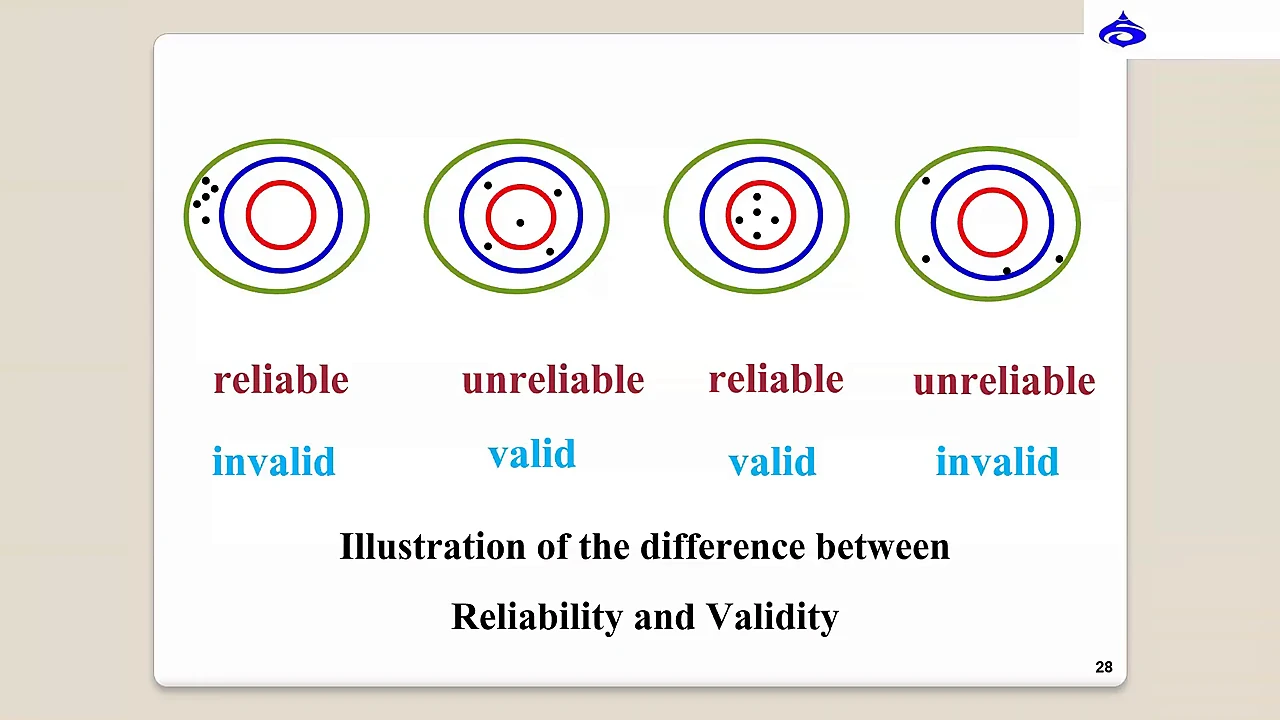 reliable unreliable reliable unreliable
invalid valid valid invalid
Illustration of the difference between
Reliability and Validity
28